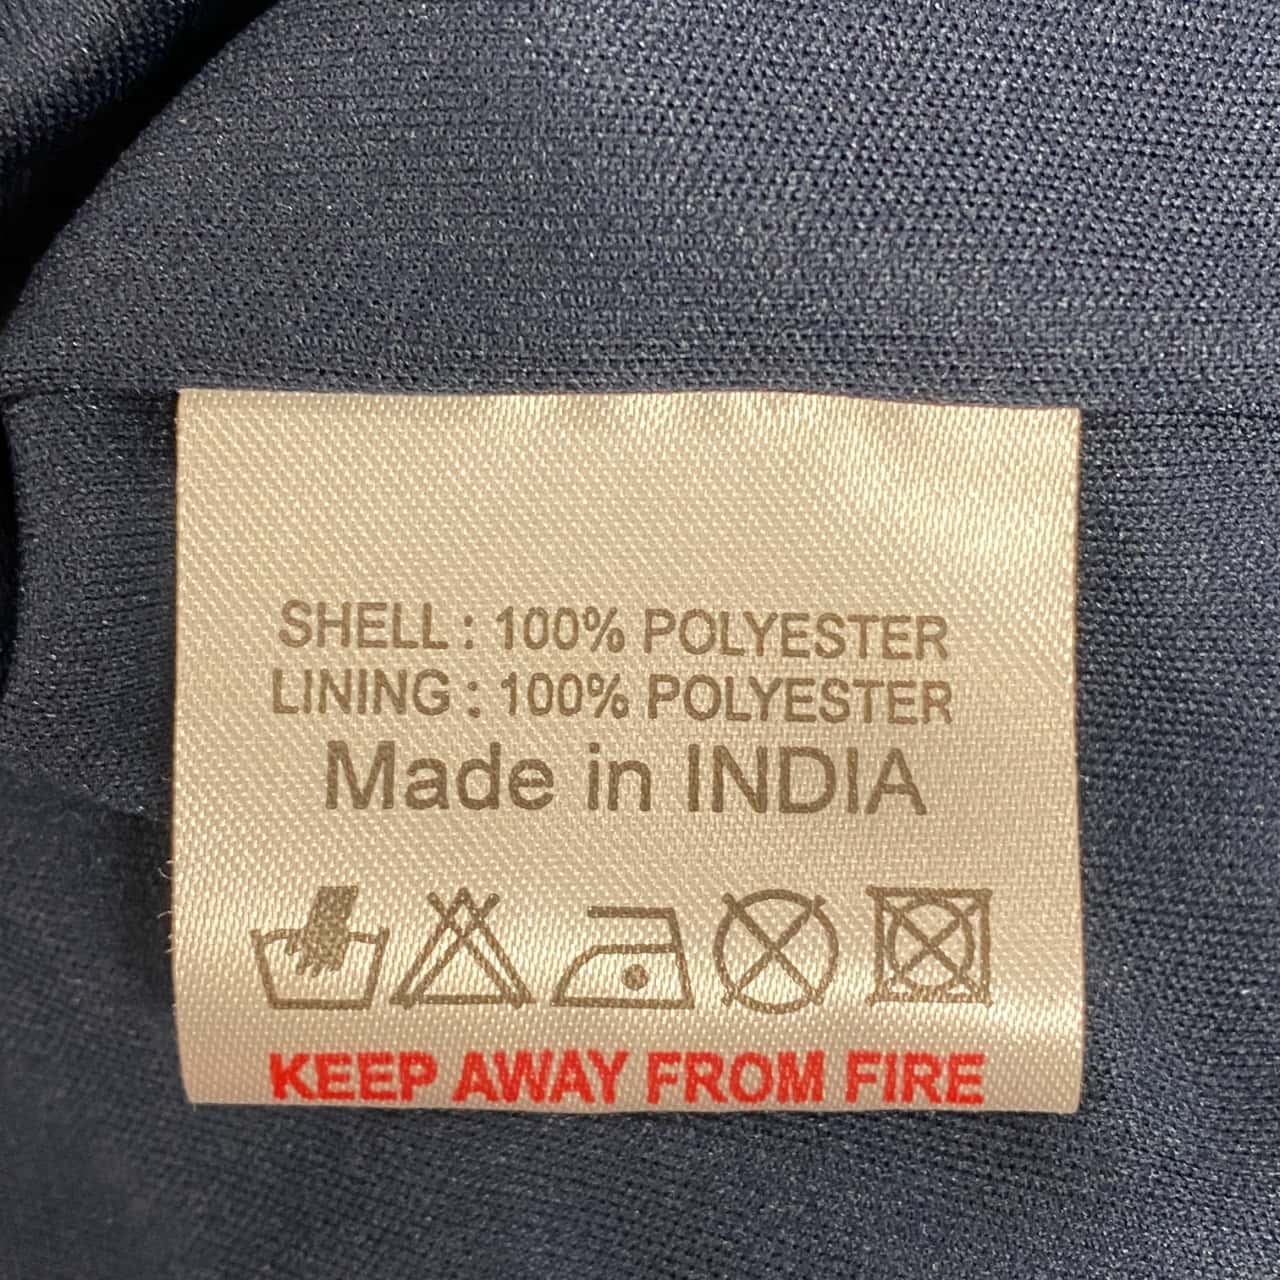 SHELL : 100% POLYESTER
LINING : 100% POLYESTER
Made in INDIA
KEEP AWAY FROM FIRE